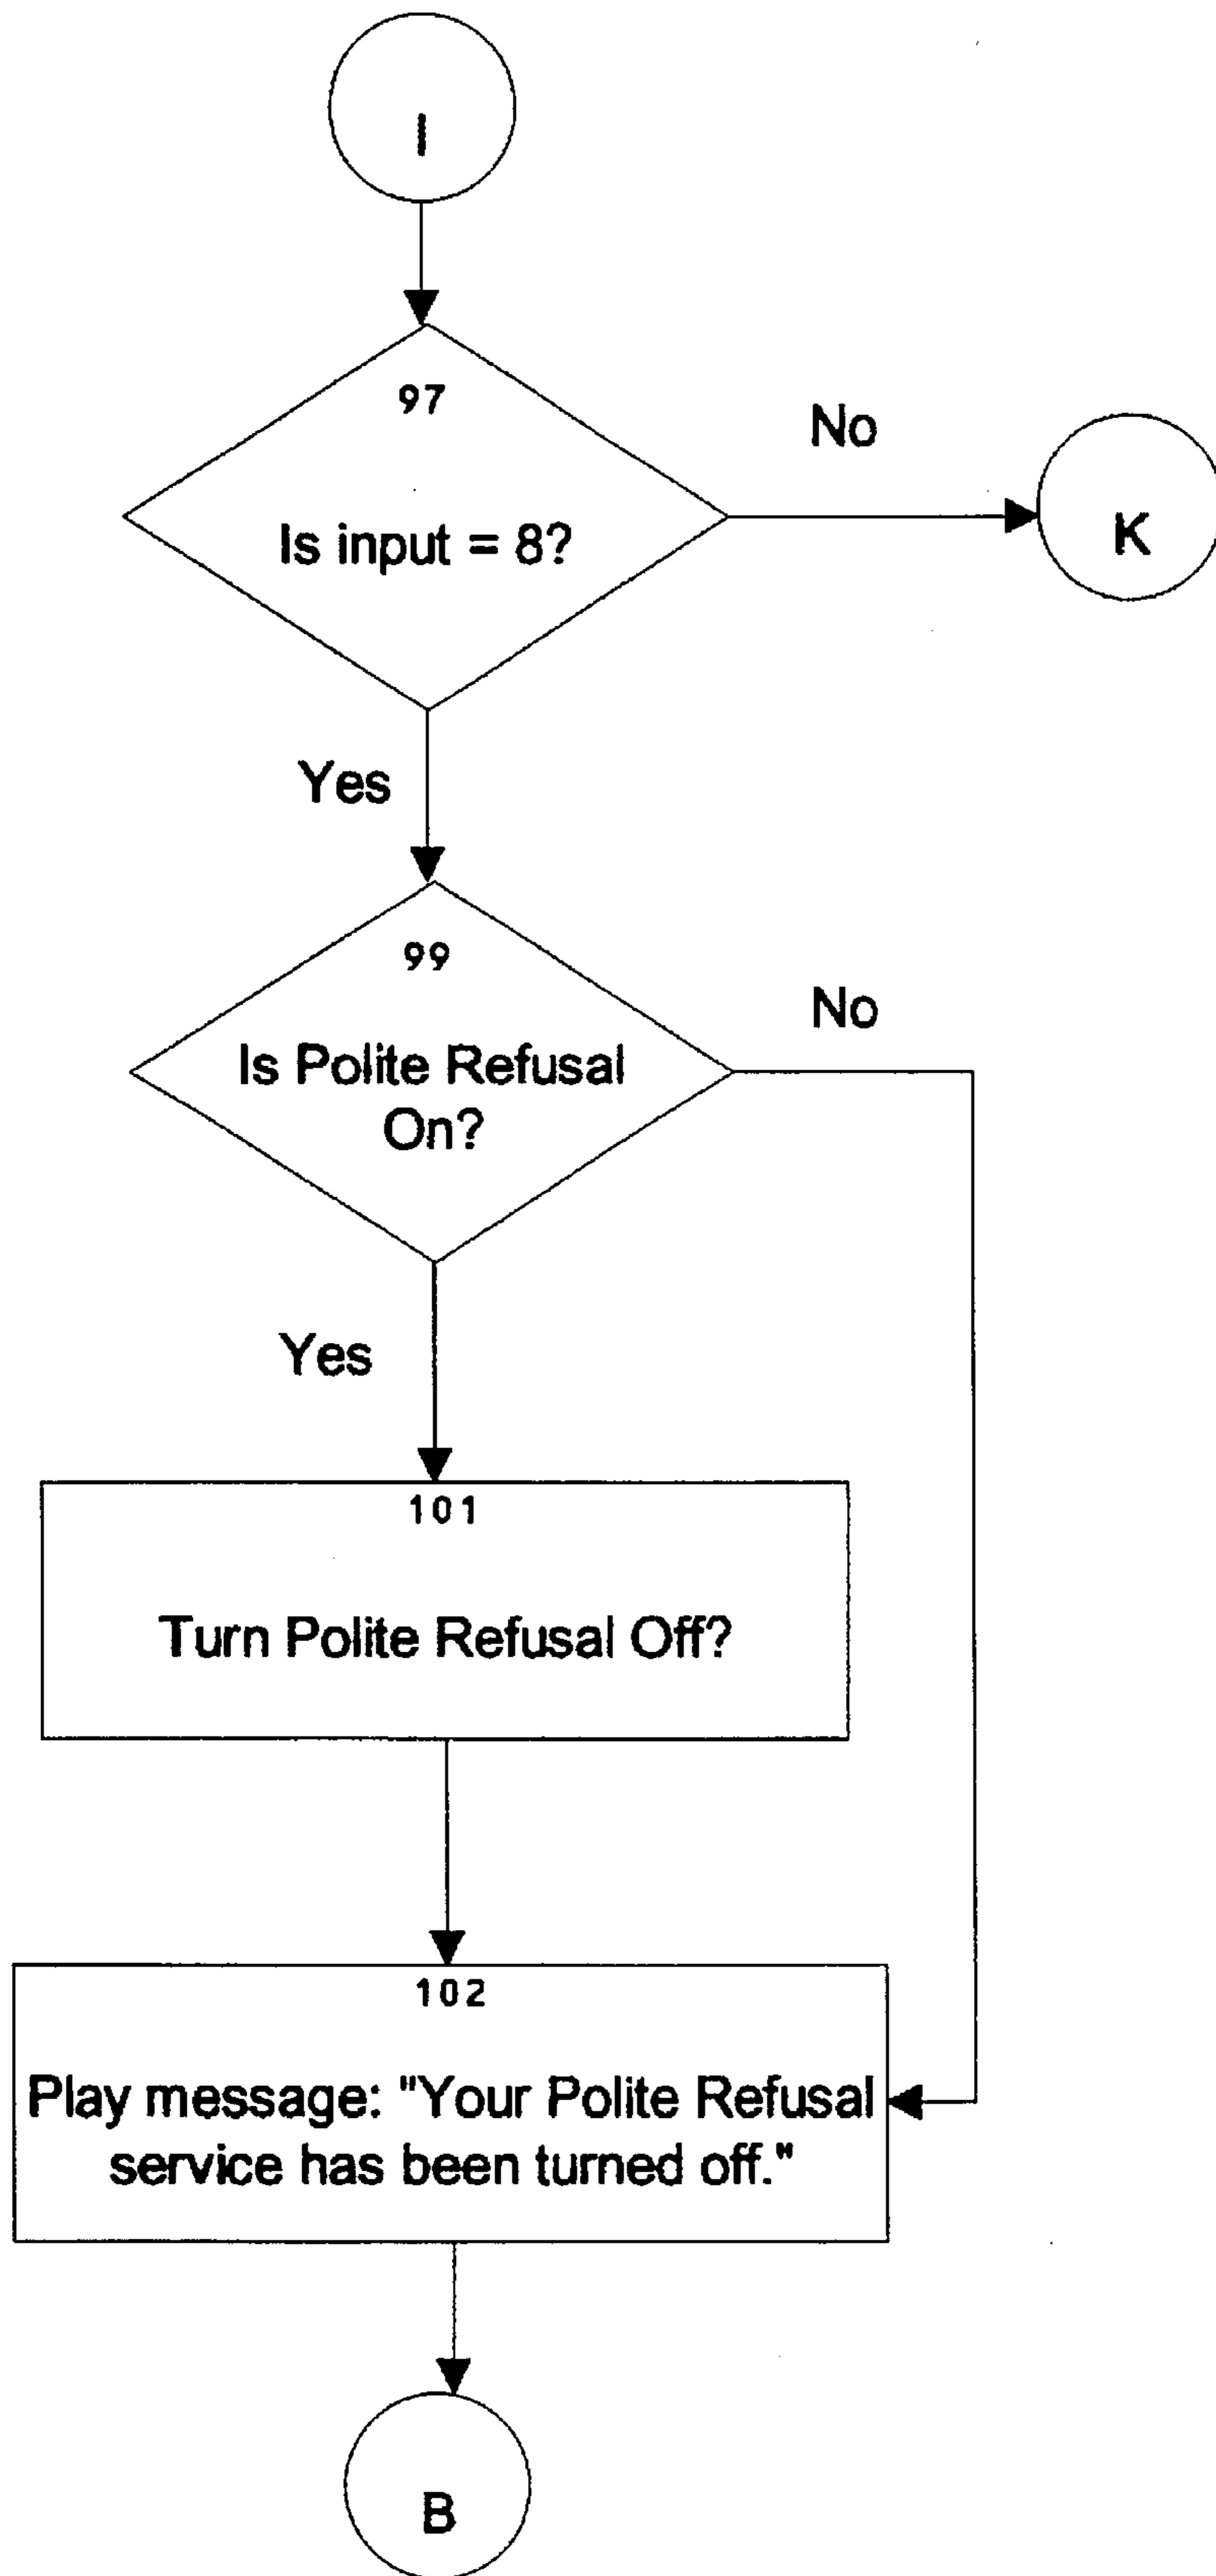 I
97
Is input = 8?
No
K
Yes
99
Is Polite Refusal
On?
No
Yes
101
Turn Polite Refusal Off?
102
Play message: "Your Polite Refusal
service has been turned off."
B